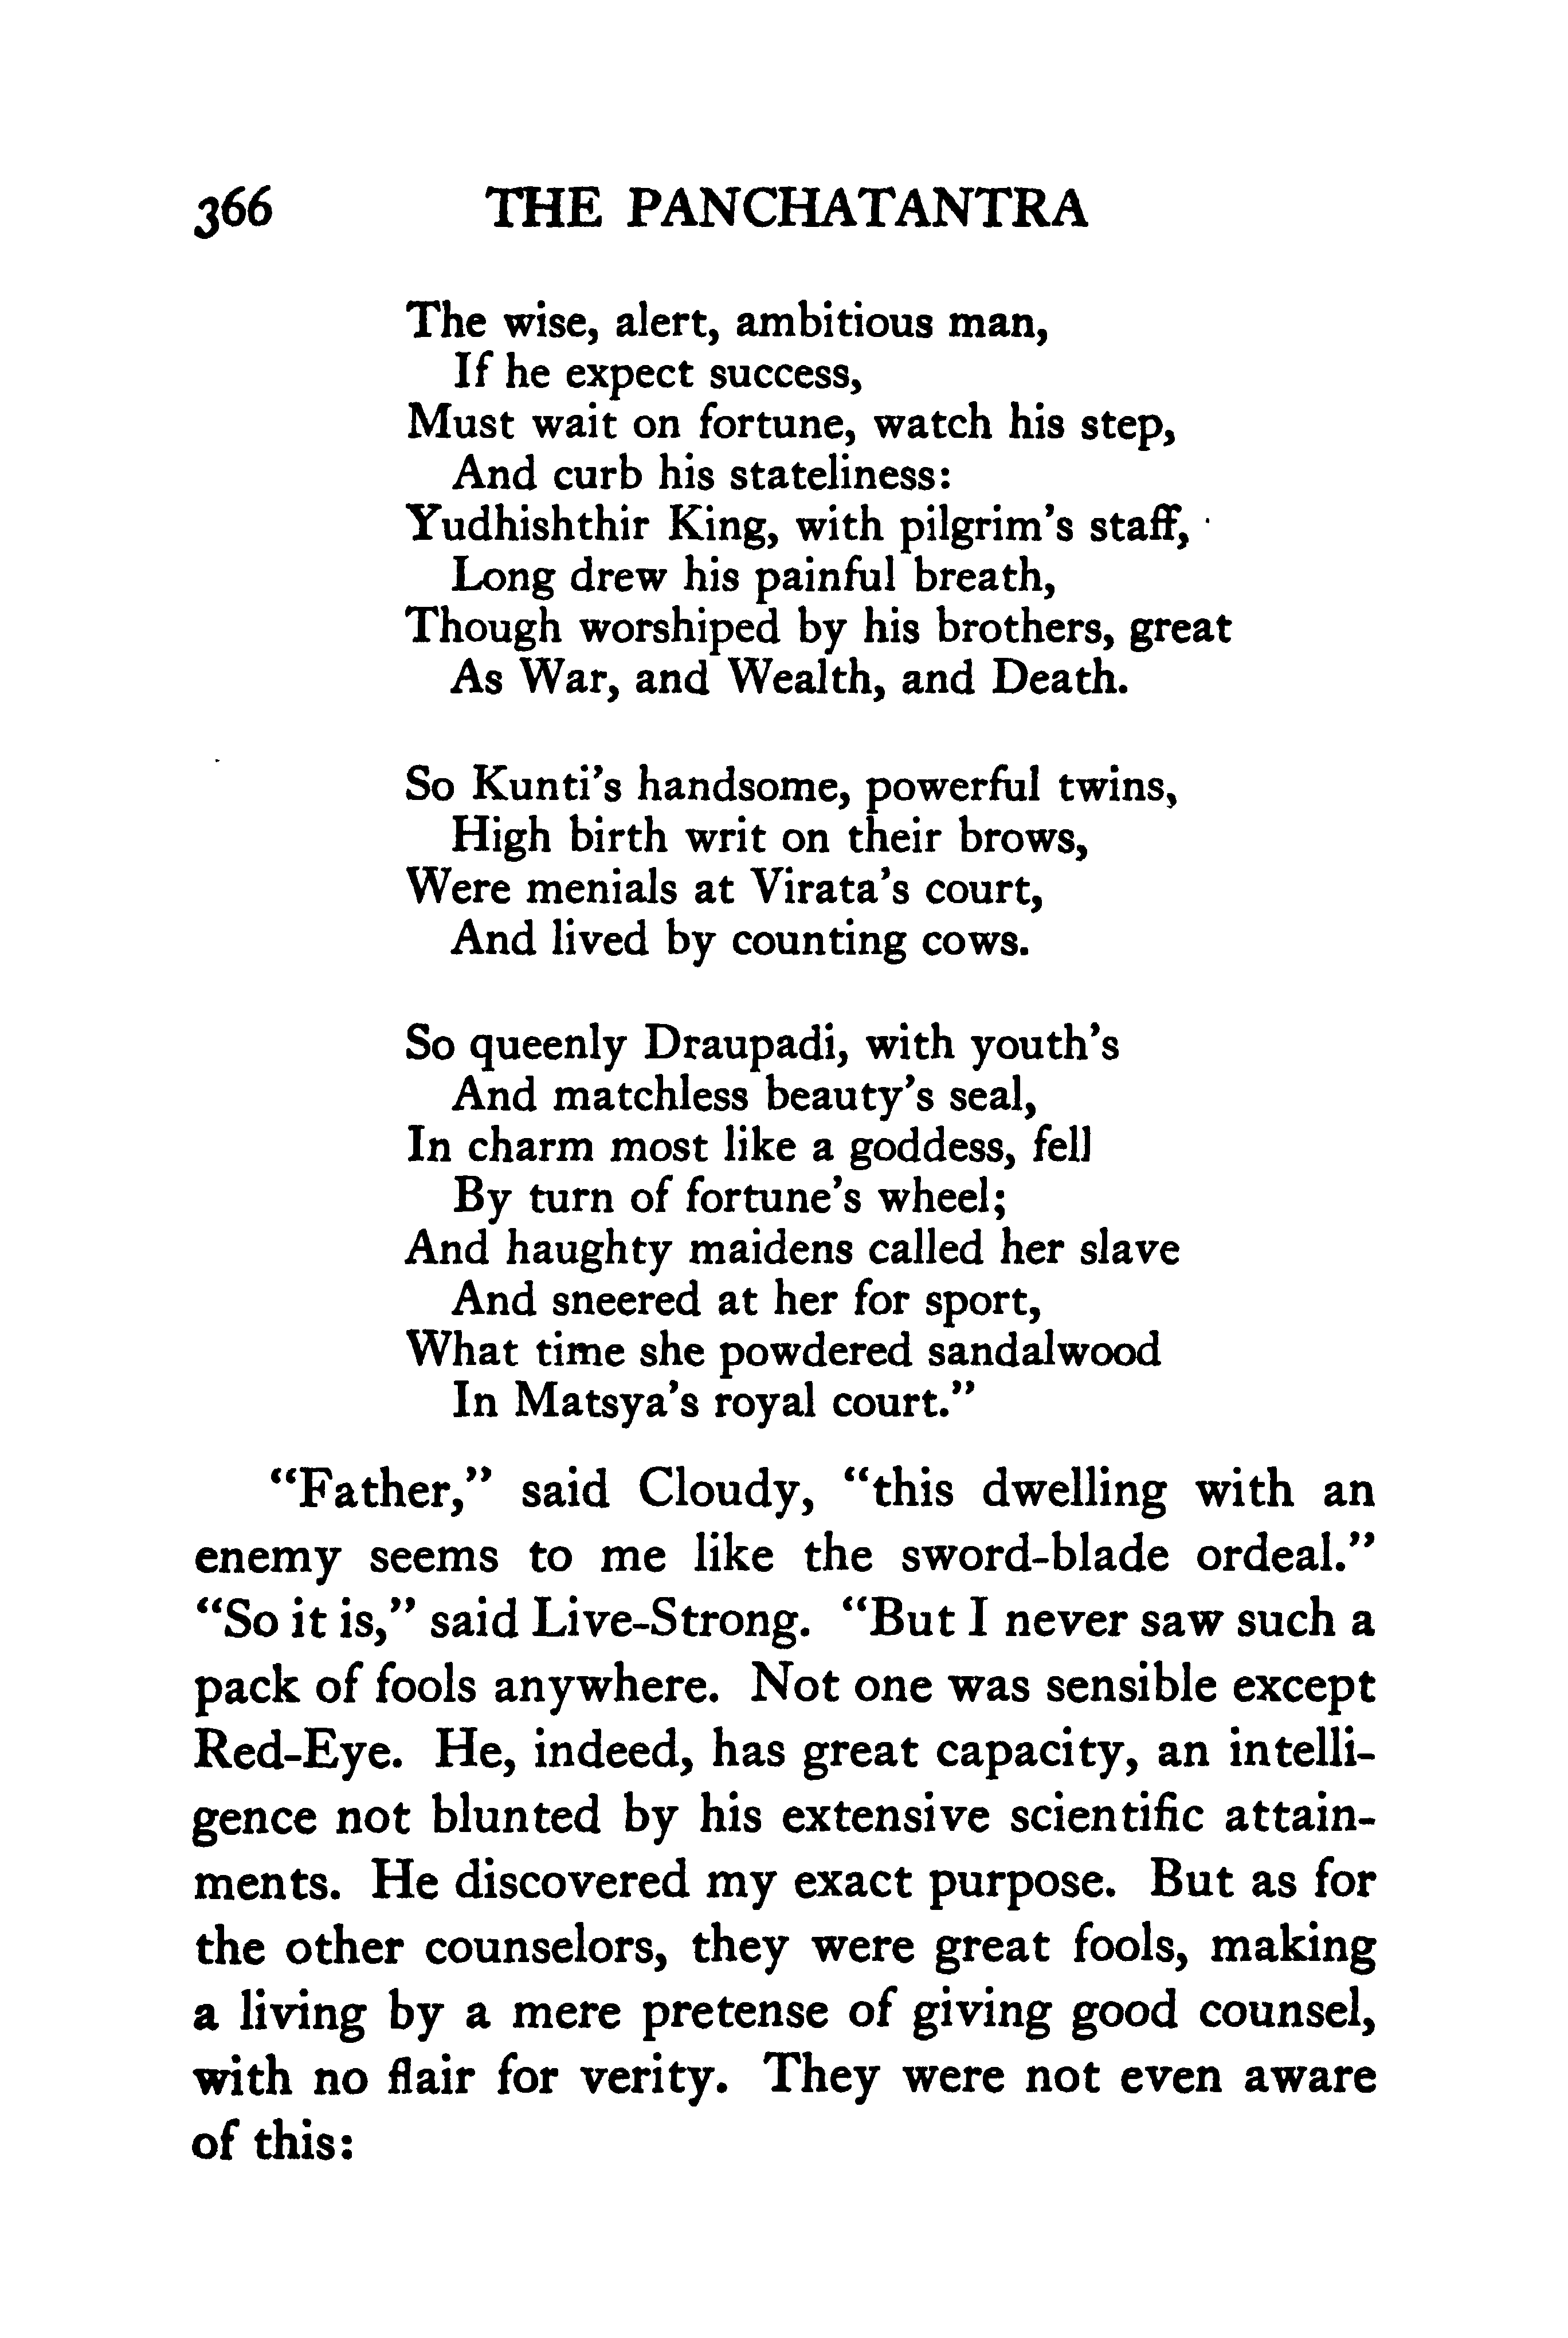 366 THE PANCHATANTRA
The wise, alert, ambitious man,
If he expect success,
Must wait on fortune, watch his step,
And curb his stateliness:
Yudhishthir King, with pilgrim's staff,
Long drew his painful breath,
Though worshiped by his brothers, great
As War, and Wealth, and Death.
So Kunti's handsome, powerful twins,
High birth writ on their brows,
Were menials at Virata's court,
And lived by counting cows.
So queenly Draupadi, with youth's
And matchless beauty's seal,
In charm most like a goddess, fell
By turn of fortune's wheel;
And haughty maidens called her slave
And sneered at her for sport,
What time she powdered sandalwood
In Matsya's royal court.”
“Father,” said Cloudy, “this dwelling with an
enemy seems to me like the sword-blade ordeal.”
“So it is,” said Live-Strong. “But I never saw such a
pack of fools anywhere. Not one was sensible except
Red-Eye. He, indeed, has great capacity, an intelli-
gence not blunted by his extensive scientific attain-
ments. He discovered my exact purpose. But as for
the other counselors, they were great fools, making
a living by a mere pretense of giving good counsel,
with no flair for verity. They were not even aware
of this: